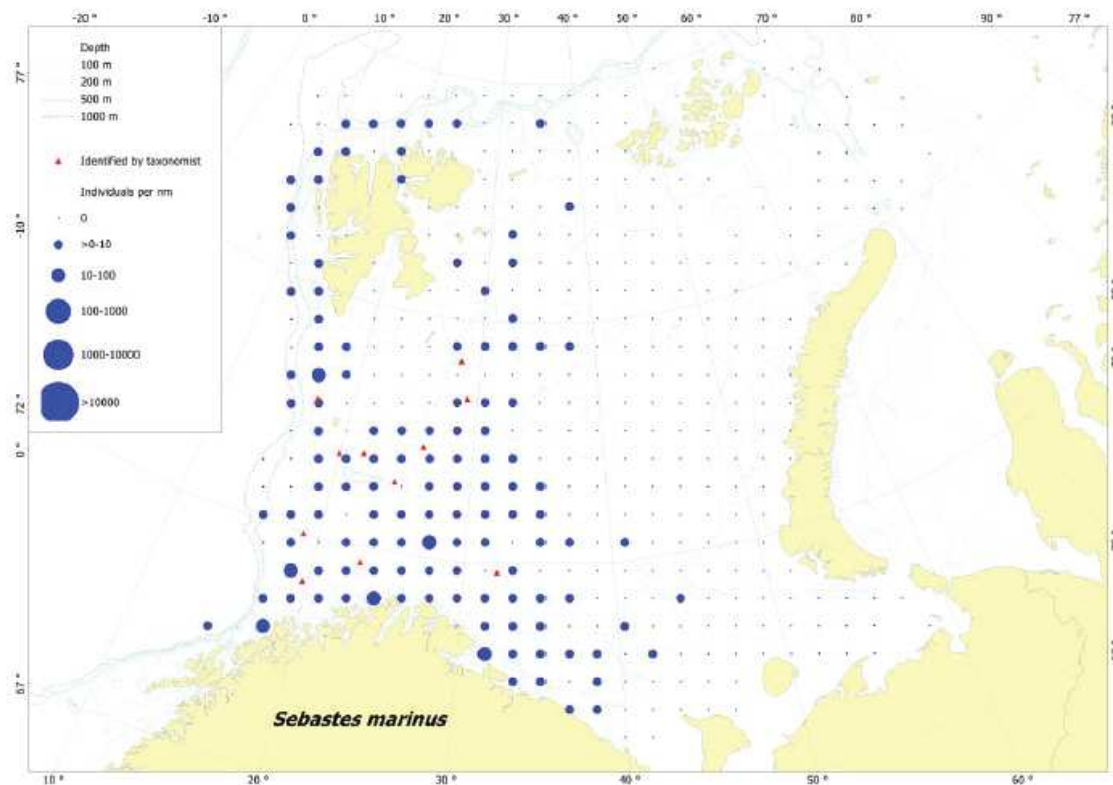 -20 ° -10 ° 0 ° 10 ° 20 ° 30 ° 40 ° 50 ° 60 ° 70 ° 80 ° 90 ° 77 °
Depth
100 m
200 m
500 m
1000 m
Identified by taxonomist
Individuals per nm
0
>0-10
10-100
100-1000
1000-10000
>10000
77 °
-10 °
72 °
0 °
67 °
Sebastes marinus
10 ° 20 ° 30 ° 40 ° 50 ° 60 °